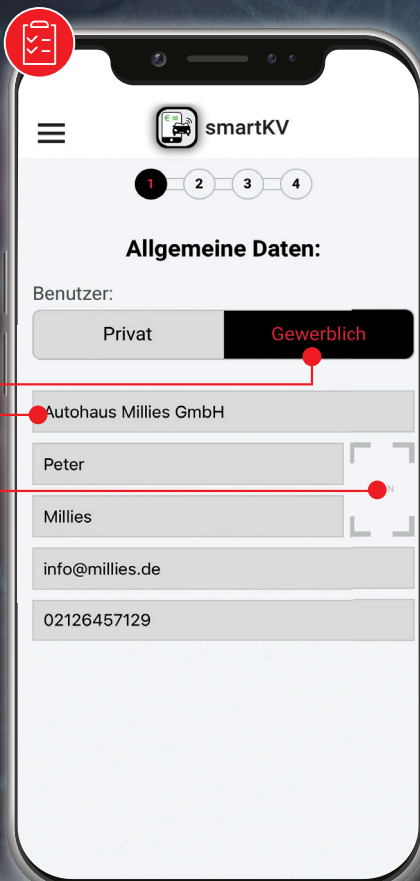 smartKV
1 2 3 4
Allgemeine Daten:
Benutzer:
Privat Gewerblich
Autohaus Millies GmbH
Peter
Millies
info@millies.de
02126457129